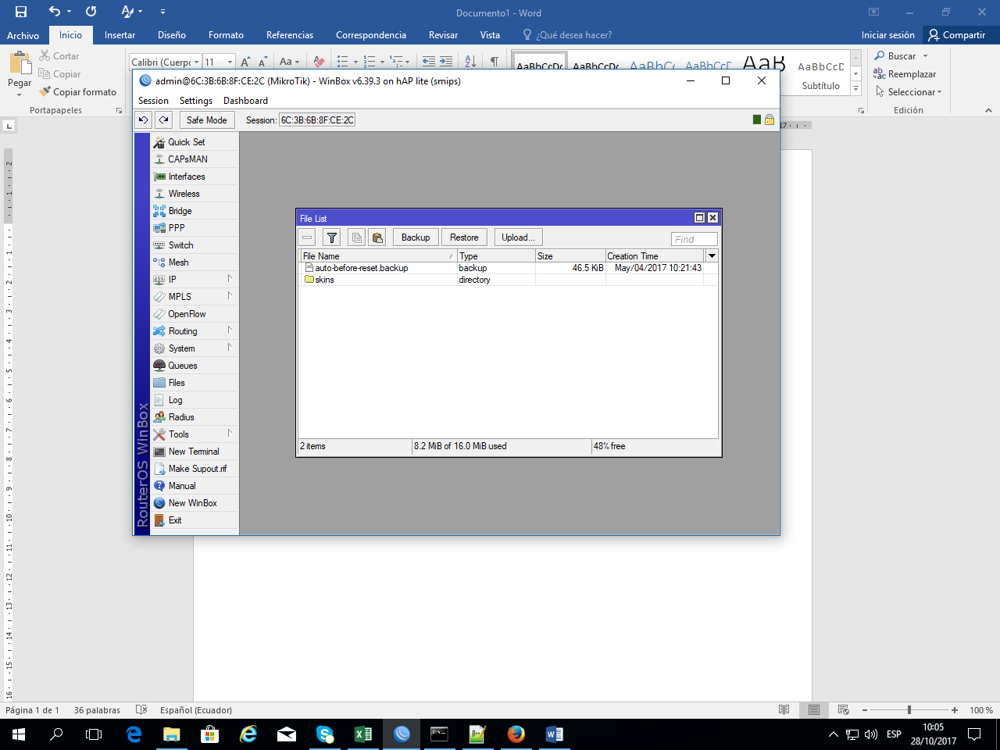 Documento1 - Word
Archivo Inicio Insertar Diseño Formato Referencias Correspondencia Revisar Vista ¿Qué desea hacer? Iniciar sesión Compartir
Pegar
Cortar
Copiar
Copiar formato
Portapapeles
Calibri (Cuerpo 11
Aa
AaBbCcDc AaBbCcDc AaBbCc AaBbCcD AaB AaBbCcD
Subtítulo
Buscar
Reemplazar
Seleccionar
Edición
admin@6C:3B:6B:8F:CE:2C (MikroTik) - WinBox v6.39.3 on hAP lite (smips)
Session Settings Dashboard
Safe Mode Session: 6C:3B:6B:8F:CE:2C
Quick Set
CAPsMAN
Interfaces
Wireless
Bridge
PPP
Switch
Mesh
IP
MPLS
OpenFlow
Routing
System
Queues
Files
Log
Radius
Tools
New Terminal
Make Supout.rif
Manual
New WinBox
Exit
RouterOS WinBox
File List
Backup Restore Upload... Find
File Name Type Size Creation Time
auto-before-reset.backup backup 46.5 KiB May/04/2017 10:21:43
skins directory
2 items 8.2 MiB of 16.0 MiB used 48% free
Página 1 de 1 36 palabras Español (Ecuador) 100 %
ESP 10:05
28/10/2017